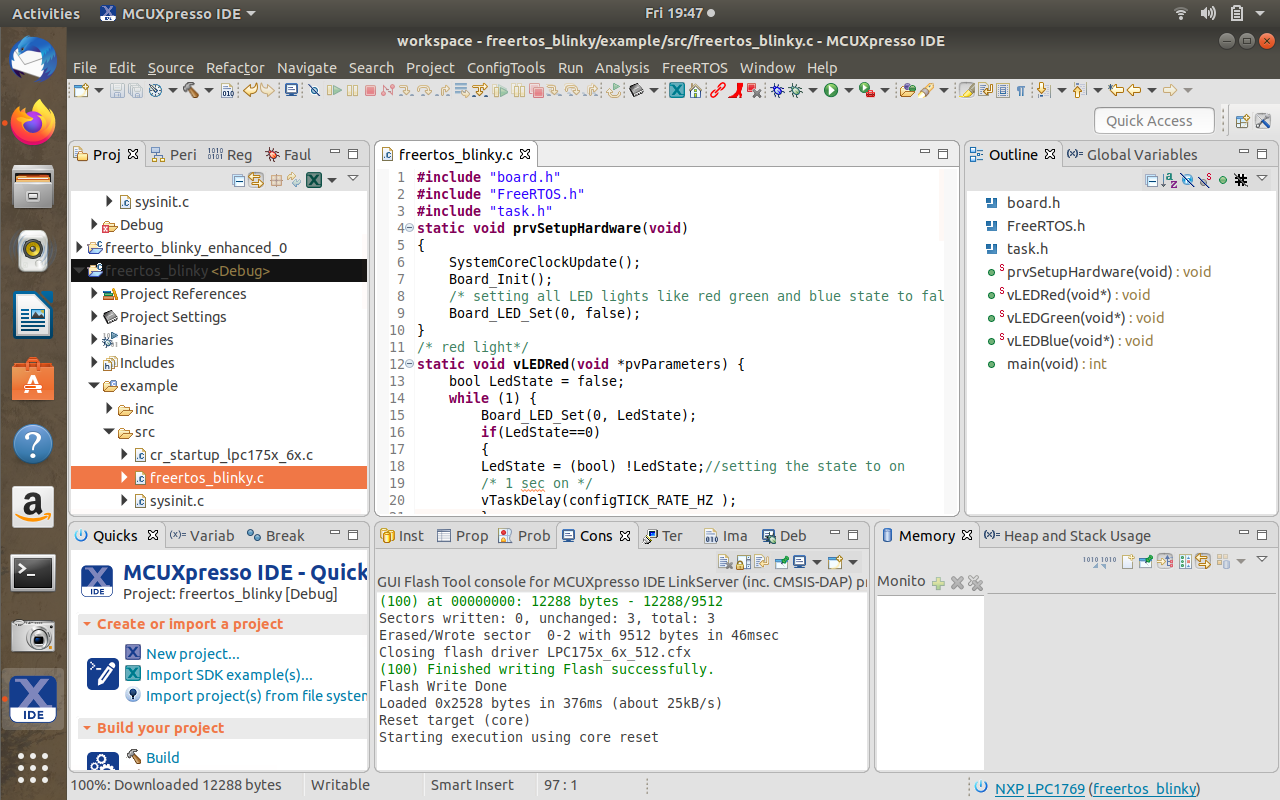 Activities MCUXpresso IDE Fri 19:47
workspace - freertos_blinky/example/src/freertos_blinky.c - MCUXpresso IDE
File Edit Source Refactor Navigate Search Project ConfigTools Run Analysis FreeRTOS Window Help
Quick Access
Proj Peri Reg Faul
sysinit.c
Debug
freerto_blinky_enhanced_0
freertos_blinky <Debug>
Project References
Project Settings
Binaries
Includes
example
inc
src
cr_startup_lpc175x_6x.c
freertos_blinky.c
sysinit.c
freertos_blinky.c
1 #include "board.h"
2 #include "FreeRTOS.h"
3 #include "task.h"
4 static void prvSetupHardware(void)
5 {
6 SystemCoreClockUpdate();
7 Board_Init();
8 /* setting all LED lights like red green and blue state to fal
9 Board_LED_Set(0, false);
10 }
11 /* red light*/
12 static void vLEDRed(void *pvParameters) {
13 bool LedState = false;
14 while (1) {
15 Board_LED_Set(0, LedState);
16 if(LedState==0)
17 {
18 LedState = (bool) !LedState;//setting the state to on
19 /* 1 sec on */
20 vTaskDelay(configTICK_RATE_HZ );
Outline Global Variables
board.h
FreeRTOS.h
task.h
prvSetupHardware(void) : void
vLEDRed(void*) : void
vLEDGreen(void*) : void
vLEDBlue(void*) : void
main(void) : int
Quicks Variab Break
MCUXpresso IDE - Quick
Project: freertos_blinky [Debug]
Create or import a project
New project...
Import SDK example(s)...
Import project(s) from file system
Build your project
Build
Inst Prop Prob Cons Ter Ima Deb
GUI Flash Tool console for MCUXpresso IDE LinkServer (inc. CMSIS-DAP) pr
(100) at 00000000: 12288 bytes - 12288/9512
Sectors written: 0, unchanged: 3, total: 3
Erased/Wrote sector 0-2 with 9512 bytes in 46msec
Closing flash driver LPC175x_6x_512.cfx
(100) Finished writing Flash successfully.
Flash Write Done
Loaded 0x2528 bytes in 376ms (about 25kB/s)
Reset target (core)
Starting execution using core reset
Memory Heap and Stack Usage
Monito
100%: Downloaded 12288 bytes Writable Smart Insert 97 : 1 NXP LPC1769 (freertos_blinky)